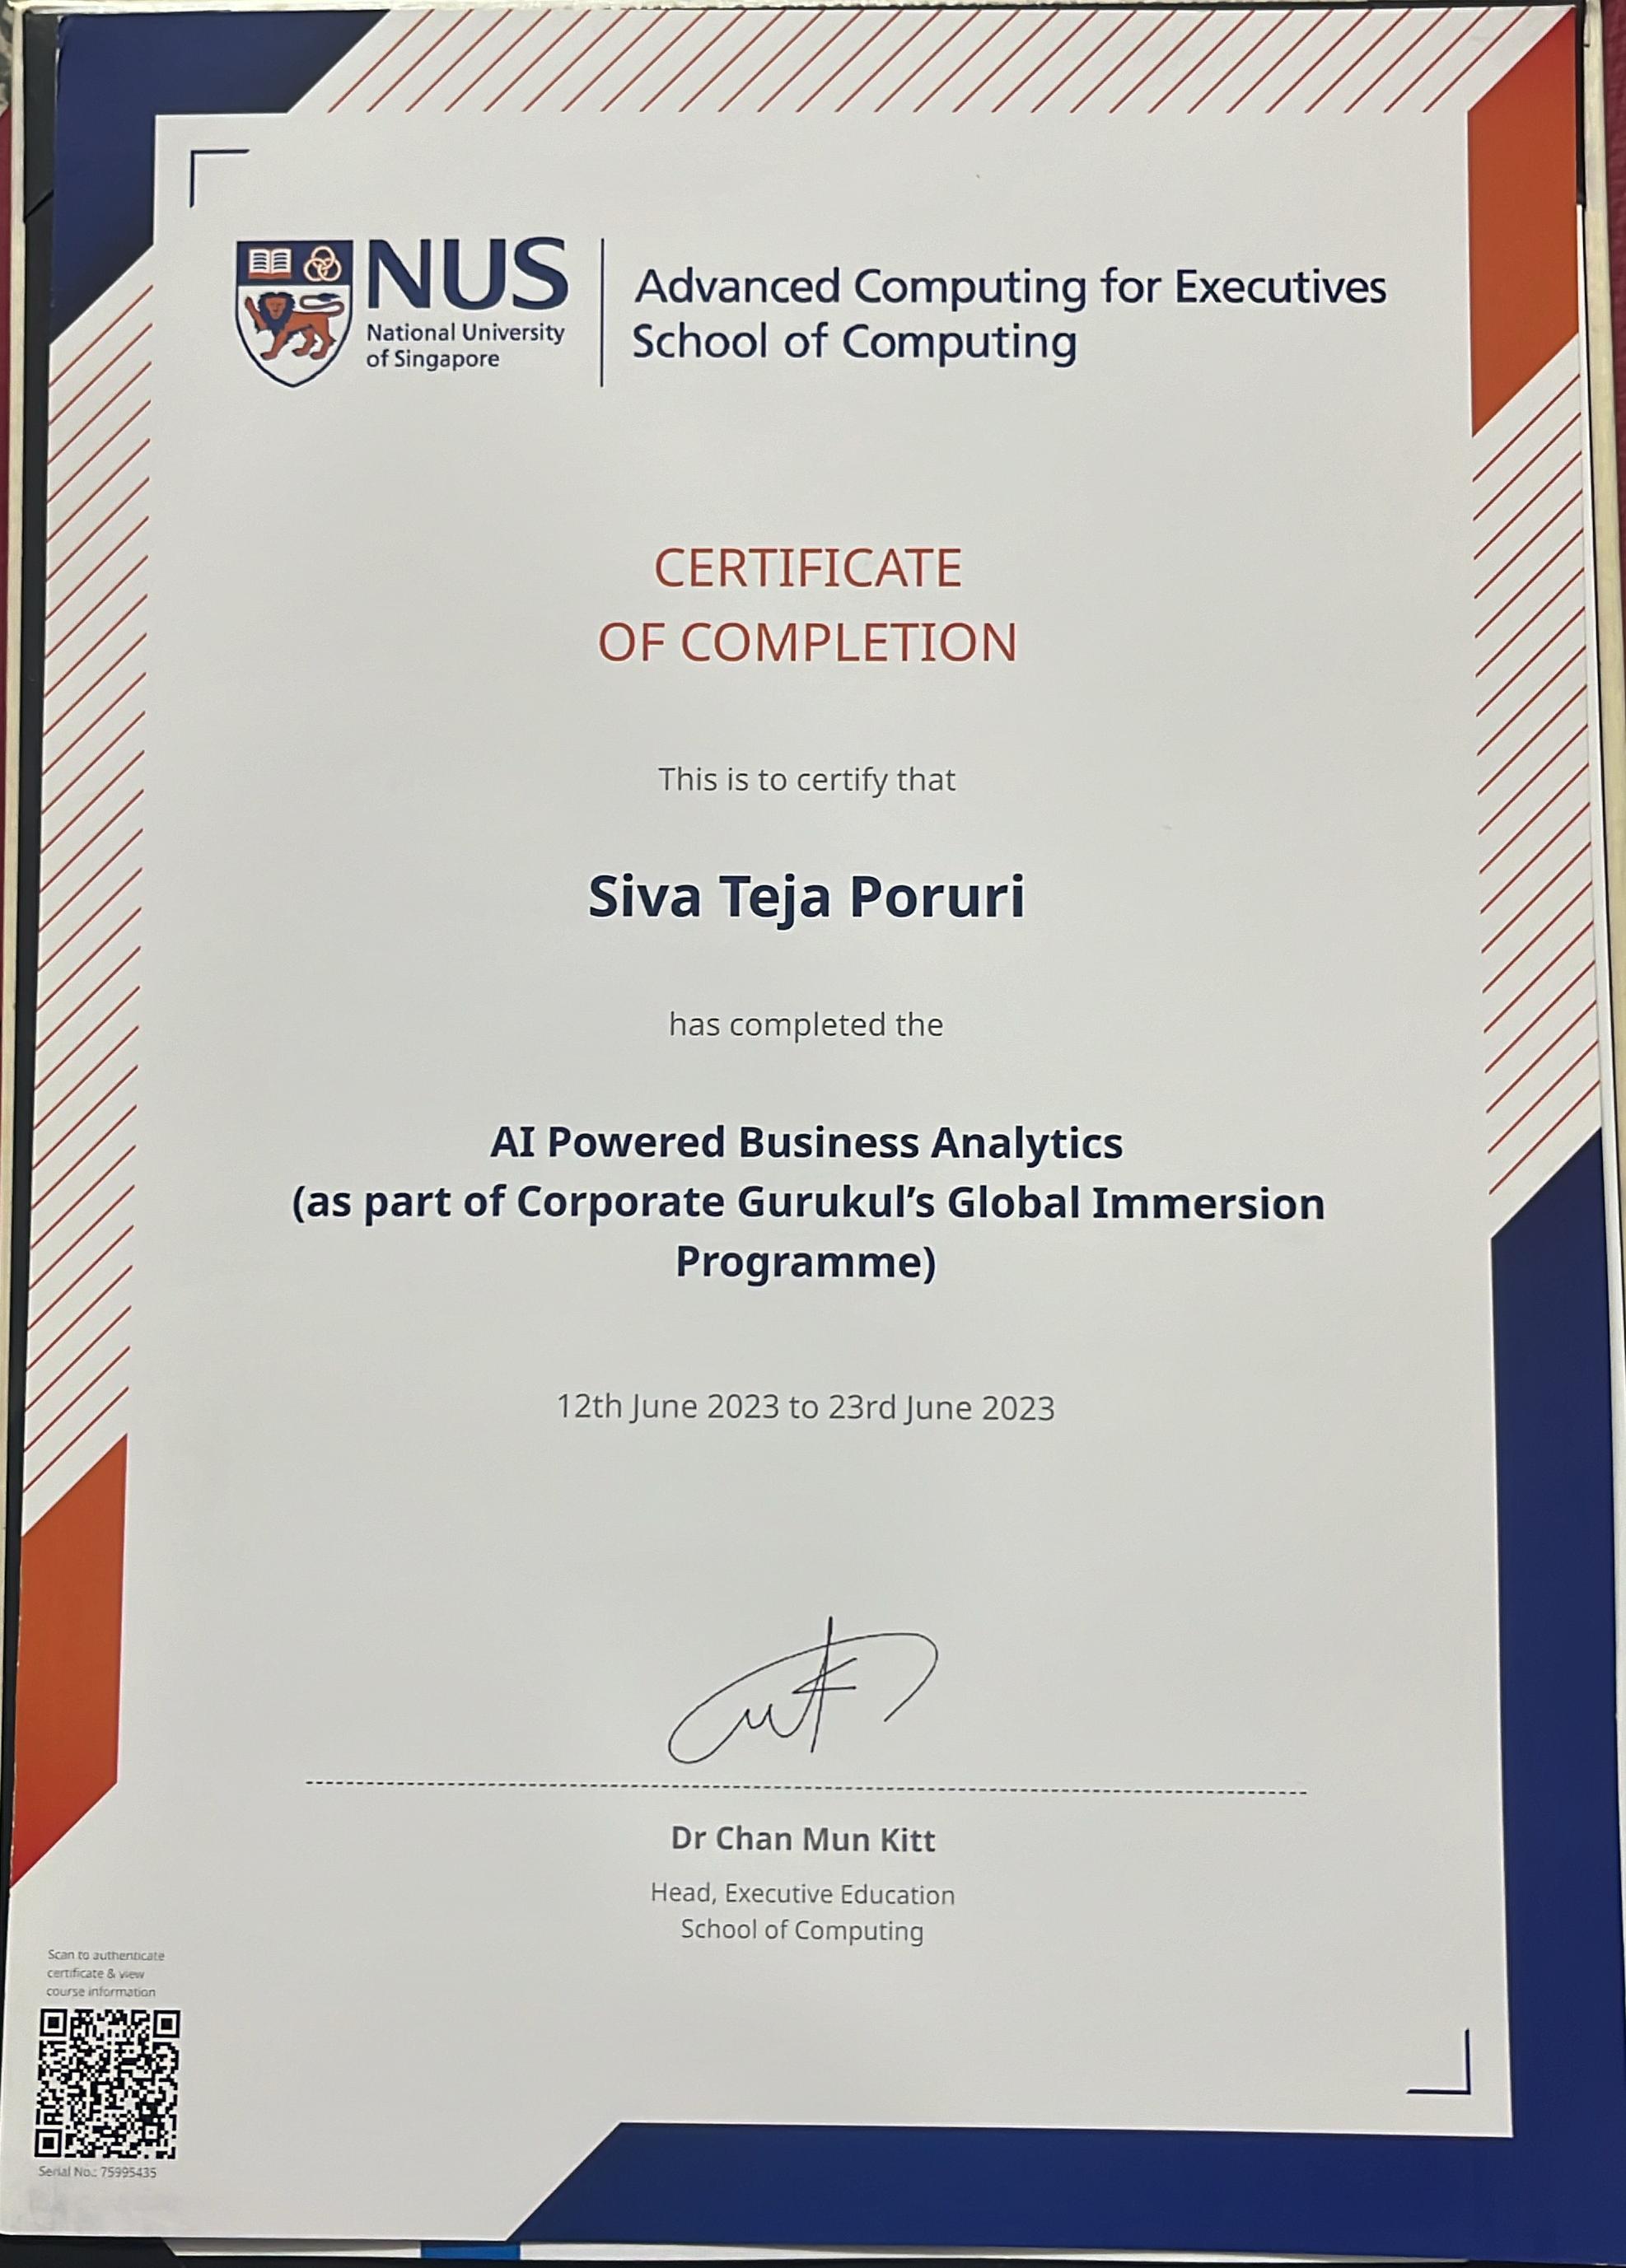 NUS
National University
of Singapore
Advanced Computing for Executives
School of Computing
CERTIFICATE
OF COMPLETION
This is to certify that
Siva Teja Poruri
has completed the
AI Powered Business Analytics
(as part of Corporate Gurukul’s Global Immersion
Programme)
12th June 2023 to 23rd June 2023
Dr Chan Mun Kitt
Head, Executive Education
School of Computing
Scan to authenticate
certificate & view
course information
Serial No.: 75995435